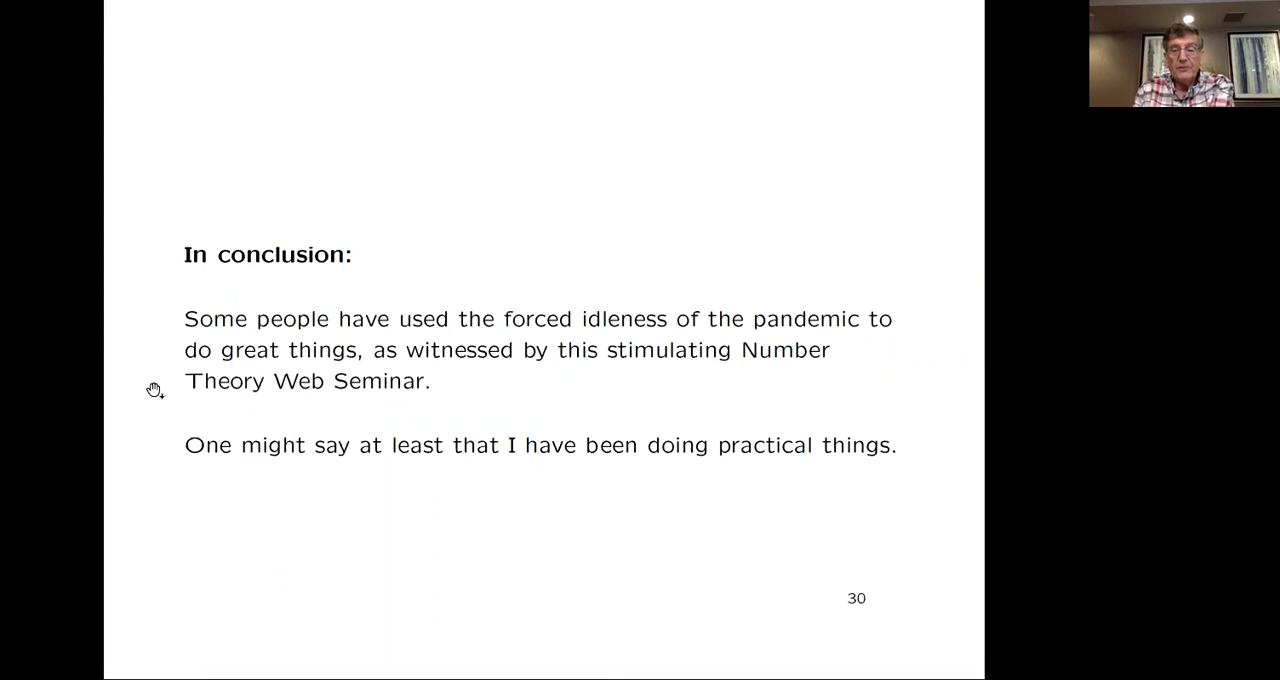 In conclusion:
Some people have used the forced idleness of the pandemic to
do great things, as witnessed by this stimulating Number
Theory Web Seminar.
One might say at least that I have been doing practical things.
30